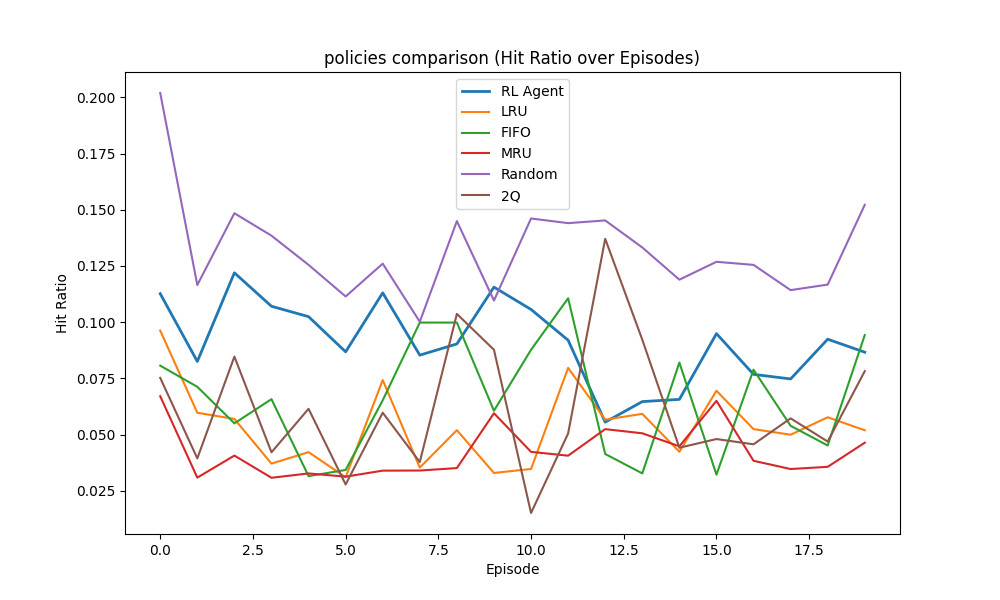 policies comparison (Hit Ratio over Episodes)
RL Agent
LRU
FIFO
MRU
Random
2Q
0.200
0.175
0.150
0.125
0.100
0.075
0.050
0.025
Hit Ratio
0.0
2.5
5.0
7.5
10.0
12.5
15.0
17.5
Episode